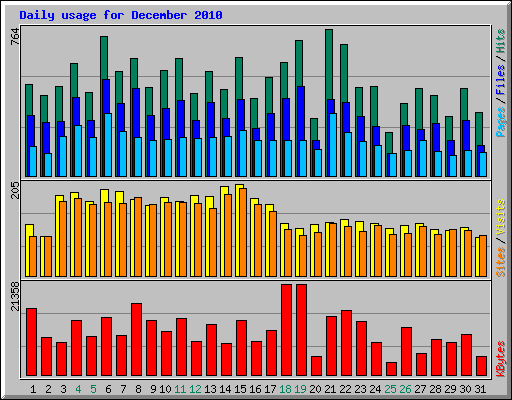 Daily usage for December 2010
764
205
21358
Pages / Files / Hits
Sites / Visits
KBytes
1 2 3 4 5 6 7 8 9 10 11 12 13 14 15 16 17 18 19 20 21 22 23 24 25 26 27 28 29 30 31